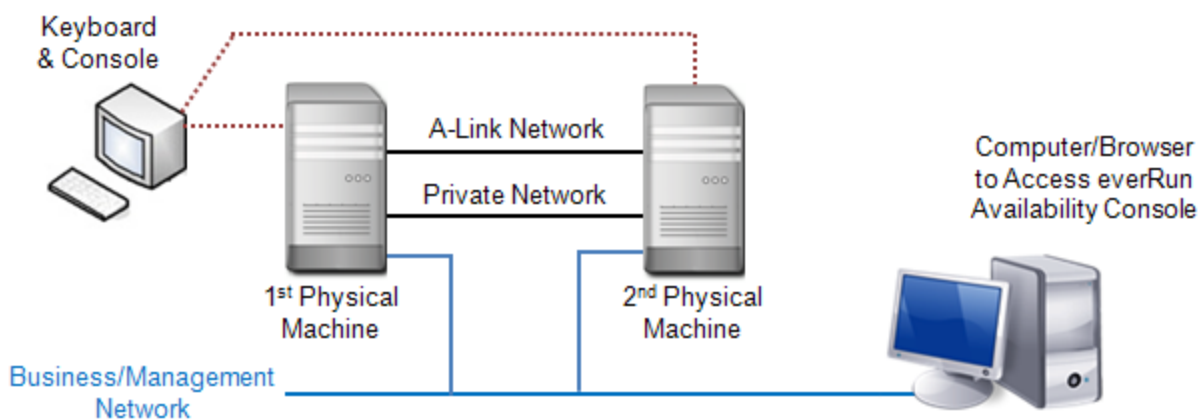 Keyboard
& Console
A-Link Network
Private Network
Computer/Browser
to Access everRun
Availability Console
1st Physical
Machine
2nd Physical
Machine
Business/Management
Network